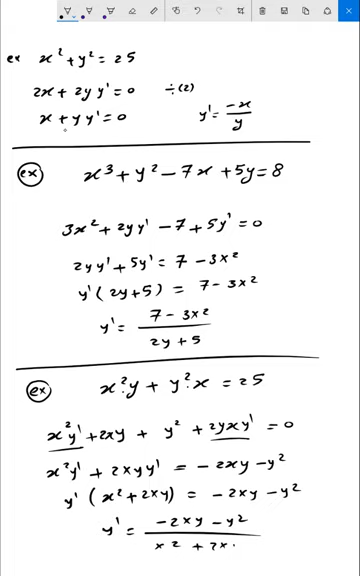 ex x² + y² = 25
2x + 2y y' = 0 ÷(2)
x + y y' = 0 y' = -x/y
ex x³ + y² - 7x + 5y = 8
3x² + 2yy' - 7 + 5y' = 0
2yy' + 5y' = 7 - 3x²
y'(2y+5) = 7 - 3x²
y' = (7 - 3x²)/(2y + 5)
ex x²y + y²x = 25
x²y' + 2xy + y² + 2yxy' = 0
x²y' + 2xyy' = -2xy - y²
y'(x² + 2xy) = -2xy - y²
y' = (-2xy - y²)/(x² + 2x.